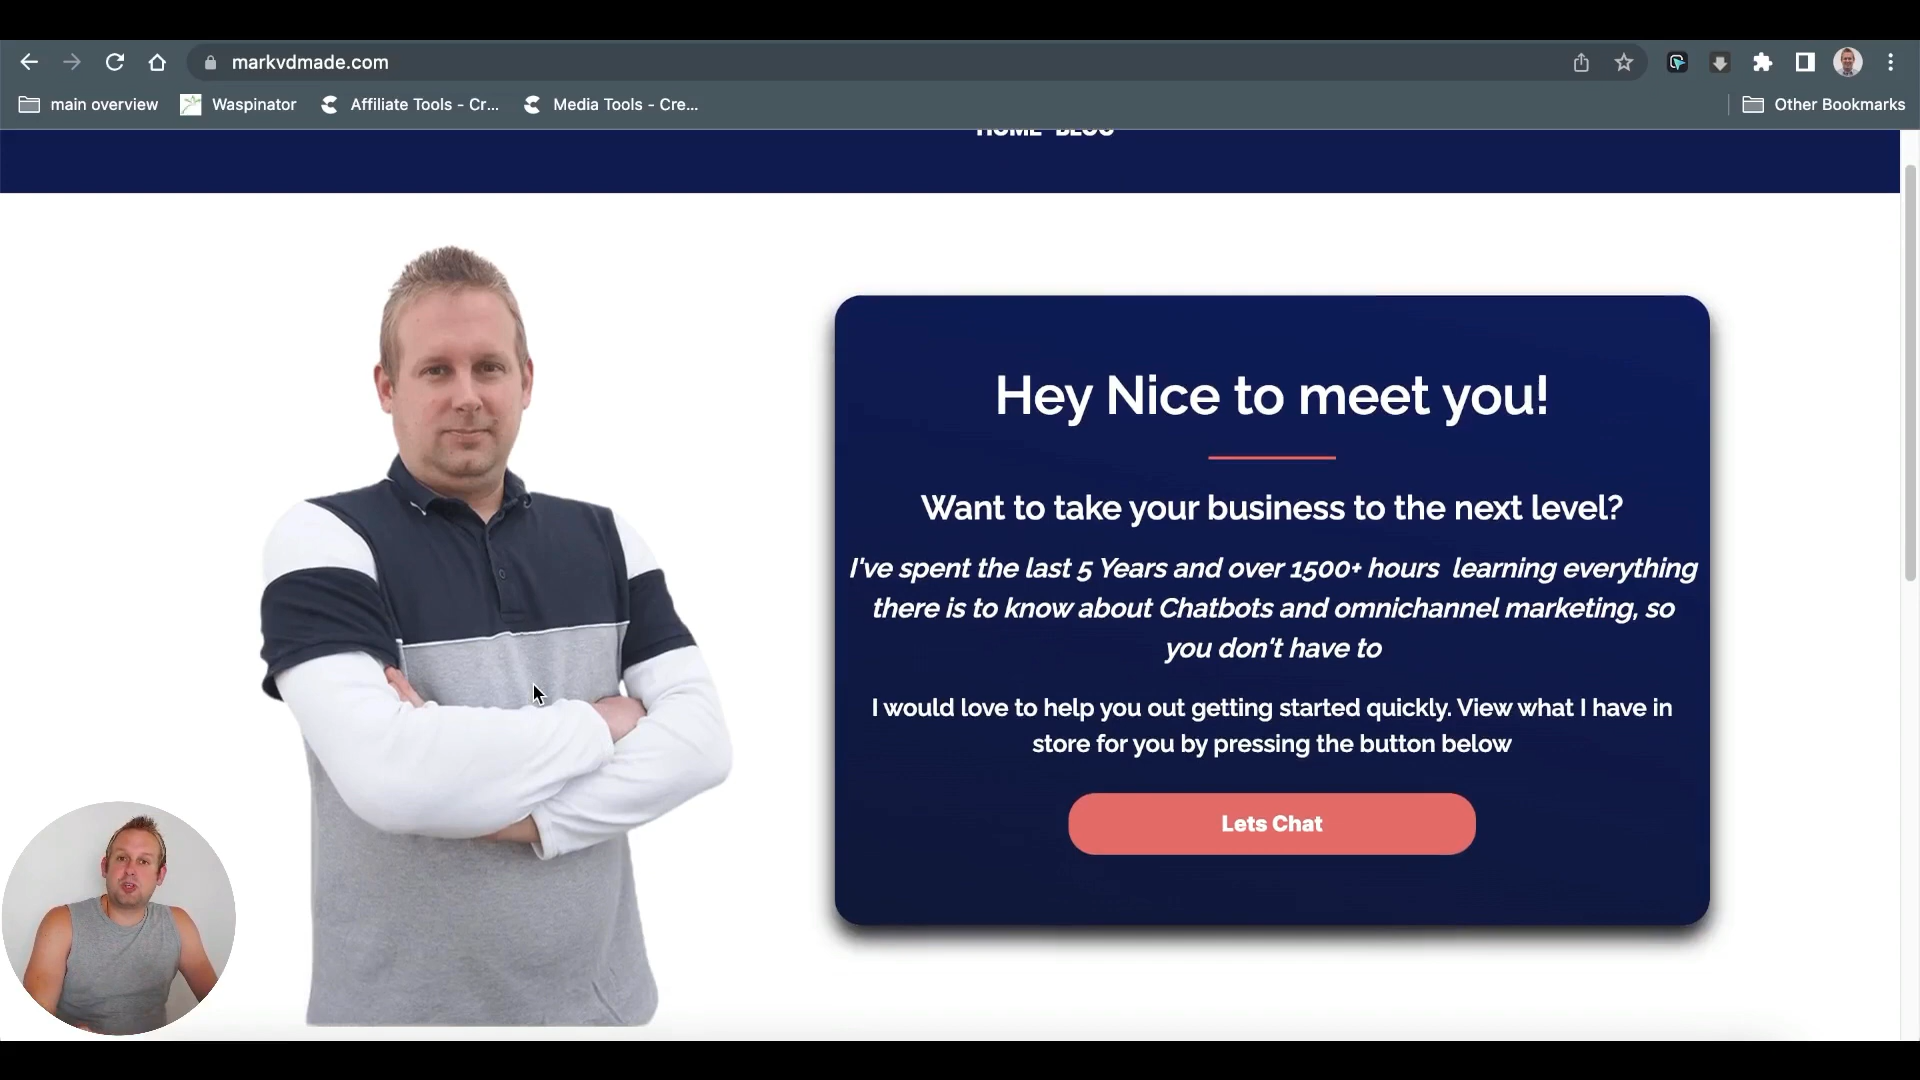 markvdmade.com
main overview
Waspinator
Affiliate Tools - Cr...
Media Tools - Cre...
Other Bookmarks
HOME BLOG
Hey Nice to meet you!
Want to take your business to the next level?
I've spent the last 5 Years and over 1500+ hours learning everything
there is to know about Chatbots and omnichannel marketing, so
you don't have to
I would love to help you out getting started quickly. View what I have in
store for you by pressing the button below
Lets Chat